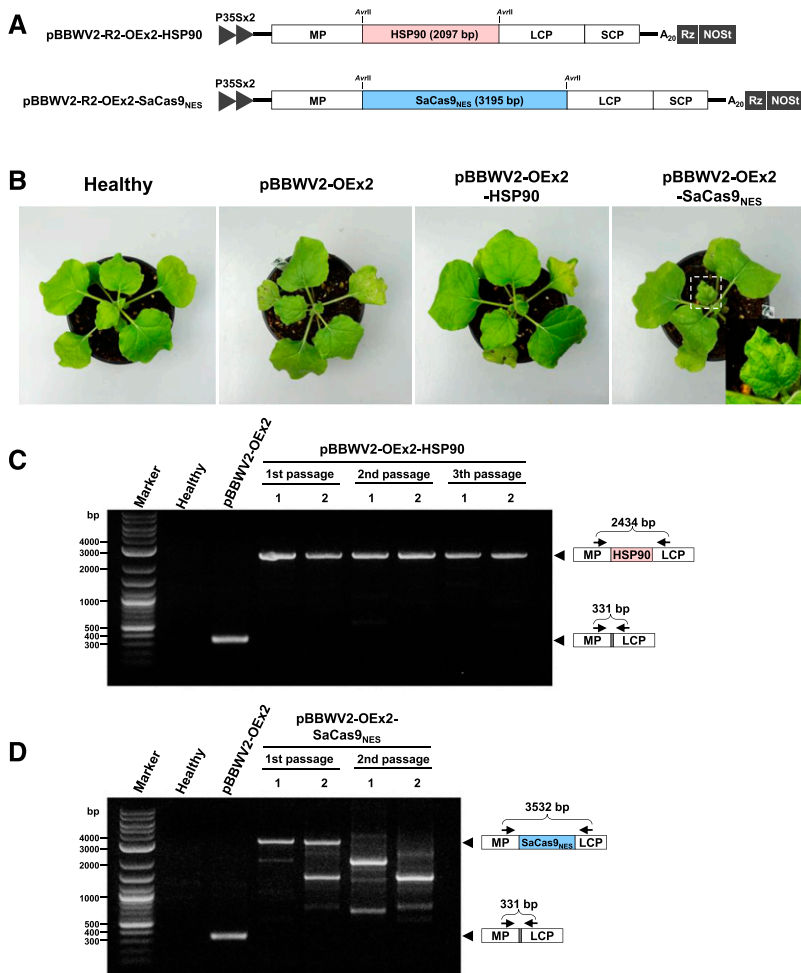 A
AvrII
AvrII
P35Sx2
pBBWV2-R2-OEx2-HSP90
MP
HSP90 (2097 bp)
LCP
SCP
A20
Rz
NOSt
AvrII
AvrII
P35Sx2
pBBWV2-R2-OEx2-SaCas9NES
MP
SaCas9NES (3195 bp)
LCP
SCP
A20
Rz
NOSt
B
Healthy
pBBWV2-OEx2
pBBWV2-OEx2
-HSP90
pBBWV2-OEx2
-SaCas9NES
C
Marker
Healthy
pBBWV2-OEx2
pBBWV2-OEx2-HSP90
1st passage
2nd passage
3th passage
1 2 1 2 1 2
bp
4000
3000
2000
1000
500
400
300
2434 bp
MP
HSP90
LCP
331 bp
MP
LCP
D
Marker
Healthy
pBBWV2-OEx2
pBBWV2-OEx2-
SaCas9NES
1st passage
2nd passage
1 2 1 2
bp
4000
3000
2000
1000
500
400
300
3532 bp
MP
SaCas9NES
LCP
331 bp
MP
LCP